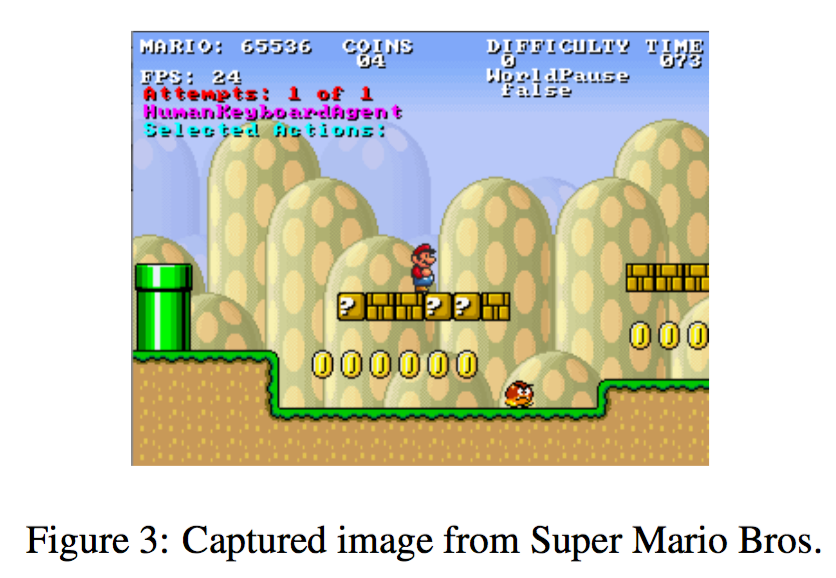 MARIO: 65536 COINS DIFFICULTY TIME
04 0 073
FPS: 24 WorldPause
Attempts: 1 of 1 false
HumanKeyboardAgent
Selected Actions:
? ? ?
Figure 3: Captured image from Super Mario Bros.